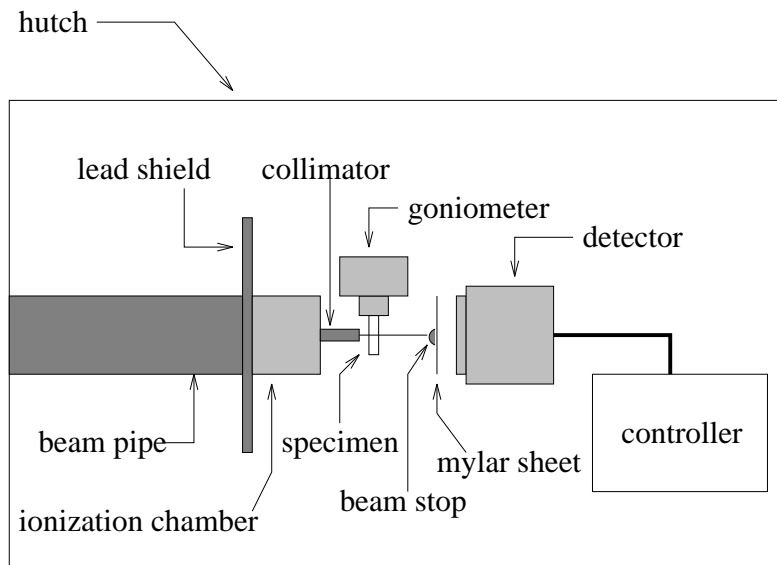 hutch
lead shield
collimator
goniometer
detector
beam pipe
specimen
mylar sheet
controller
beam stop
ionization chamber